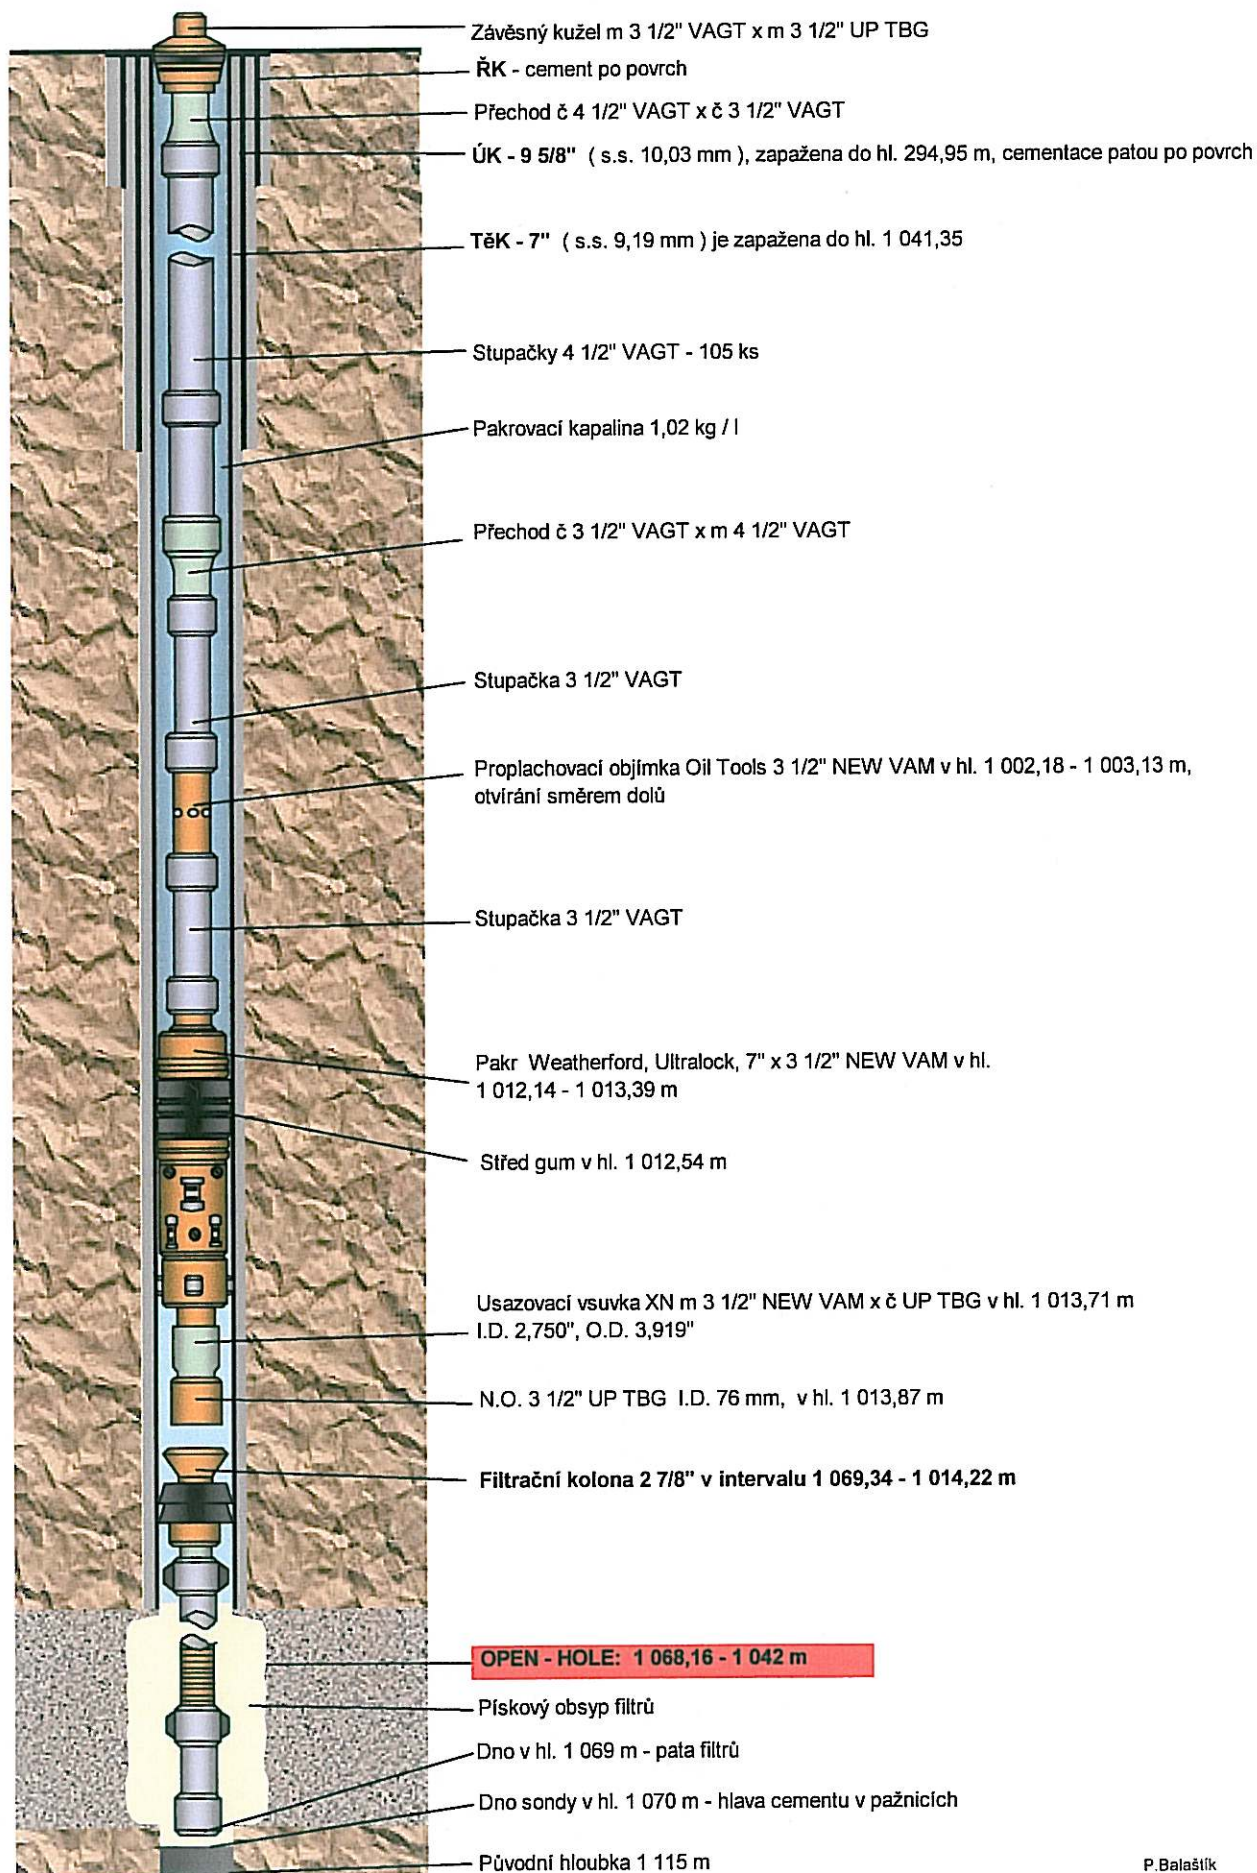 Závěsný kužel m 3 1/2" VAGT x m 3 1/2" UP TBG
ŘK - cement po povrch
Přechod č 4 1/2" VAGT x č 3 1/2" VAGT
ÚK - 9 5/8" ( s.s. 10,03 mm ), zapažena do hl. 294,95 m, cementace patou po povrch
TěK - 7" ( s.s. 9,19 mm ) je zapažena do hl. 1 041,35
Stupačky 4 1/2" VAGT - 105 ks
Pakrovací kapalina 1,02 kg / l
Přechod č 3 1/2" VAGT x m 4 1/2" VAGT
Stupačka 3 1/2" VAGT
Proplachovací objímka Oil Tools 3 1/2" NEW VAM v hl. 1 002,18 - 1 003,13 m,
otvírání směrem dolů
Stupačka 3 1/2" VAGT
Pakr Weatherford, Ultralock, 7" x 3 1/2" NEW VAM v hl.
1 012,14 - 1 013,39 m
Střed gum v hl. 1 012,54 m
Usazovací vsuvka XN m 3 1/2" NEW VAM x č UP TBG v hl. 1 013,71 m
I.D. 2,750", O.D. 3,919"
N.O. 3 1/2" UP TBG I.D. 76 mm, v hl. 1 013,87 m
Filtrační kolona 2 7/8" v intervalu 1 069,34 - 1 014,22 m
OPEN - HOLE: 1 068,16 - 1 042 m
Pískový obsyp filtrů
Dno v hl. 1 069 m - pata filtrů
Dno sondy v hl. 1 070 m - hlava cementu v pažnicích
Původní hloubka 1 115 m
P.Balaštík